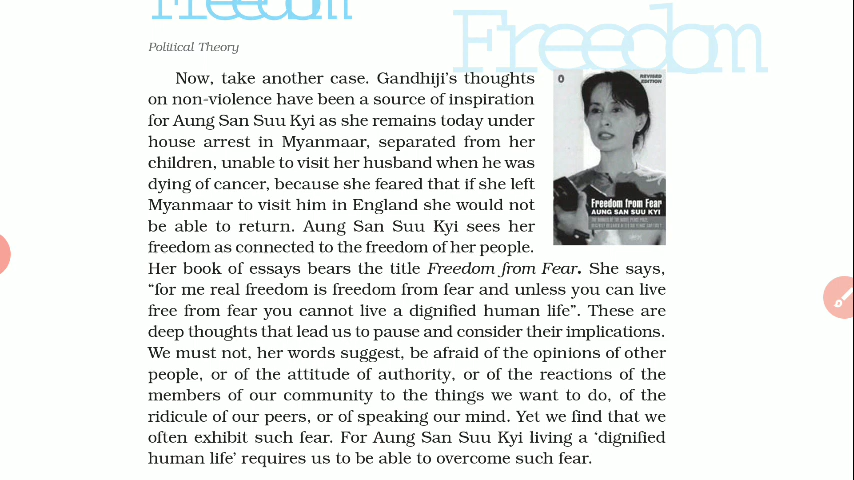 Freedom
Freedom
Political Theory
Now, take another case. Gandhiji's thoughts
on non-violence have been a source of inspiration
for Aung San Suu Kyi as she remains today under
house arrest in Myanmaar, separated from her
children, unable to visit her husband when he was
dying of cancer, because she feared that if she left
Myanmaar to visit him in England she would not
be able to return. Aung San Suu Kyi sees her
freedom as connected to the freedom of her people.
Her book of essays bears the title Freedom from Fear. She says,
“for me real freedom is freedom from fear and unless you can live
free from fear you cannot live a dignified human life”. These are
deep thoughts that lead us to pause and consider their implications.
We must not, her words suggest, be afraid of the opinions of other
people, or of the attitude of authority, or of the reactions of the
members of our community to the things we want to do, of the
ridicule of our peers, or of speaking our mind. Yet we find that we
often exhibit such fear. For Aung San Suu Kyi living a ‘dignified
human life’ requires us to be able to overcome such fear.
REVISED
EDITION
Freedom from Fear
AUNG SAN SUU KYI